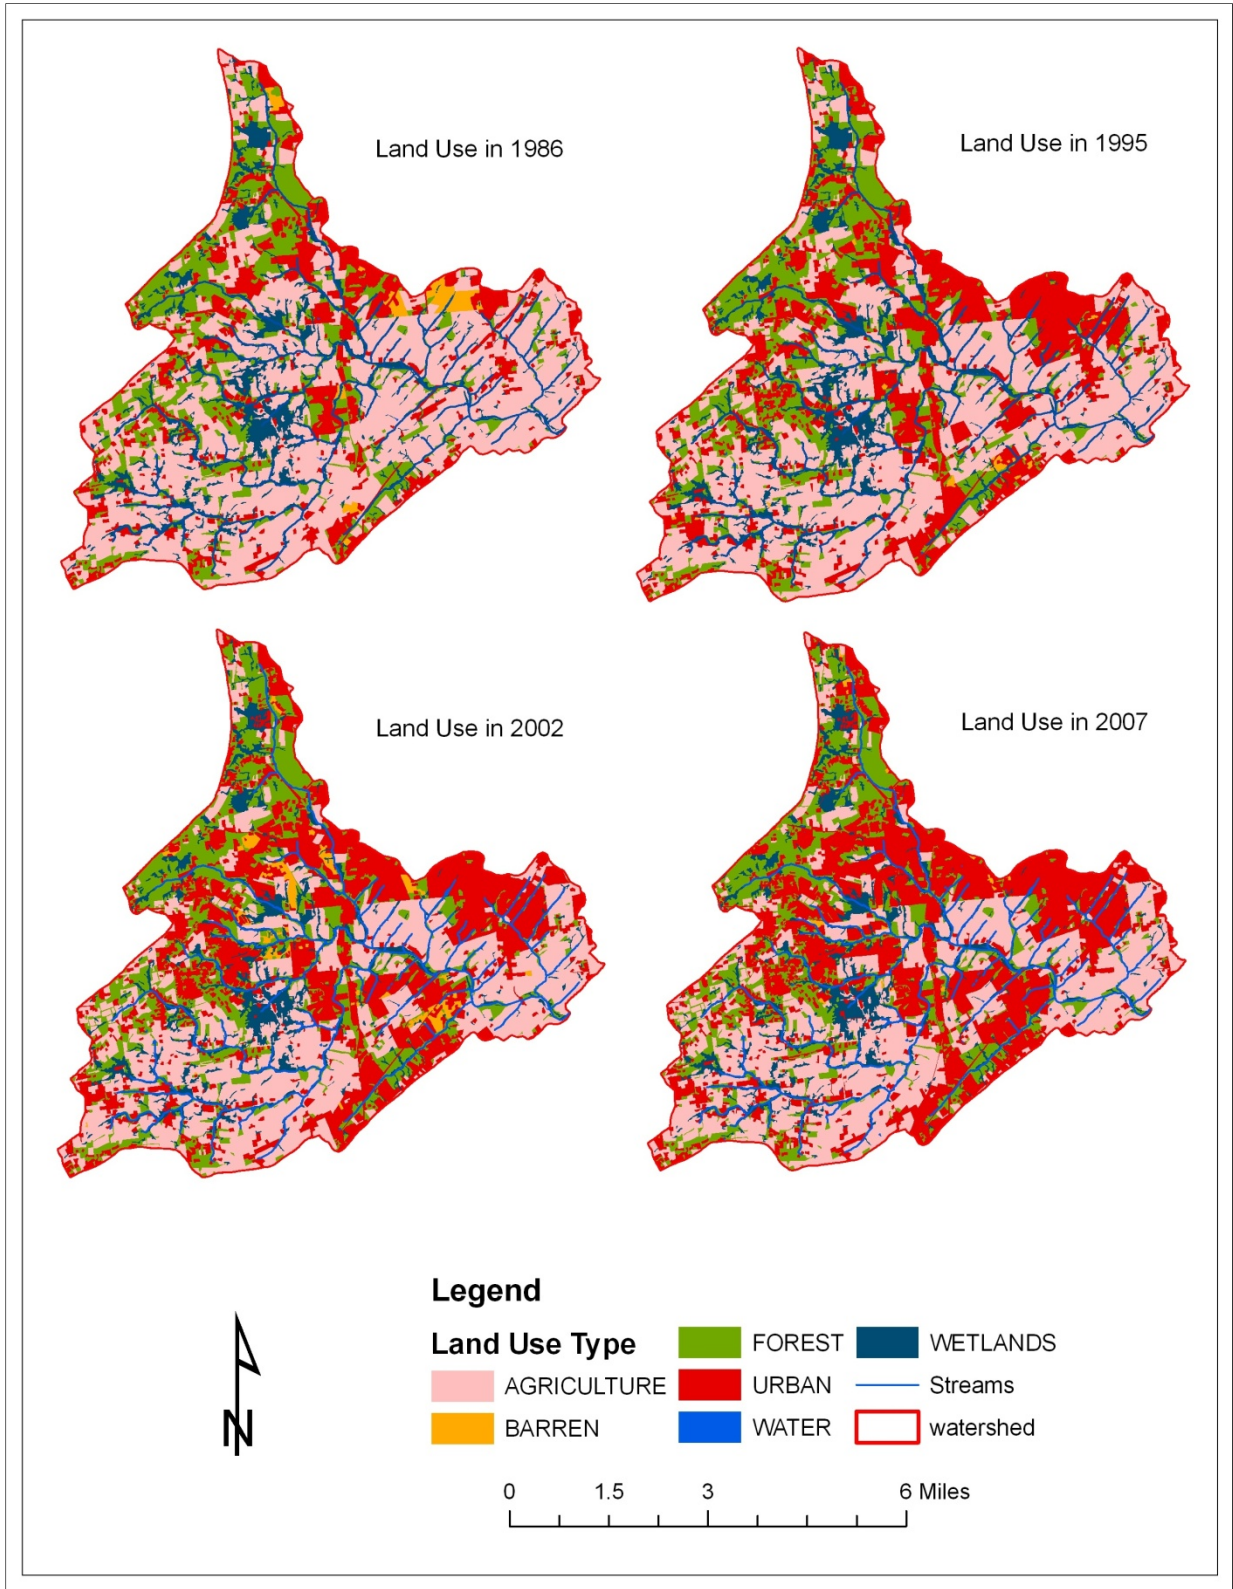 Land Use in 1986
Land Use in 1995
Land Use in 2002
Land Use in 2007
Legend
Land Use Type
AGRICULTURE
BARREN
FOREST
URBAN
WATER
WETLANDS
Streams
watershed
N
0 1.5 3 6 Miles